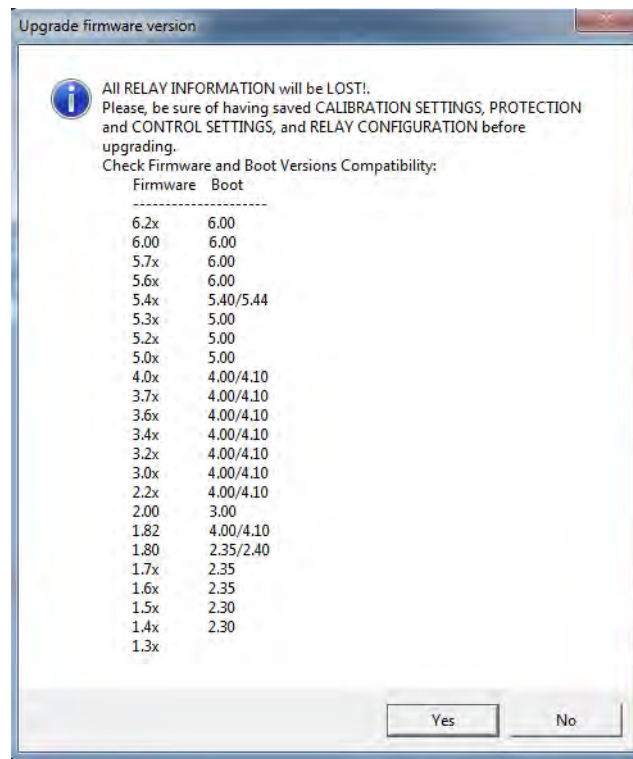 Upgrade firmware version
All RELAY INFORMATION will be LOST!.
Please, be sure of having saved CALIBRATION SETTINGS, PROTECTION
and CONTROL SETTINGS, and RELAY CONFIGURATION before
upgrading.
Check Firmware and Boot Versions Compatibility:
Firmware Boot
----------------------
6.2x 6.00
6.00 6.00
5.7x 6.00
5.6x 6.00
5.4x 5.40/5.44
5.3x 5.00
5.2x 5.00
5.0x 5.00
4.0x 4.00/4.10
3.7x 4.00/4.10
3.6x 4.00/4.10
3.4x 4.00/4.10
3.2x 4.00/4.10
3.0x 4.00/4.10
2.2x 4.00/4.10
2.00 3.00
1.82 4.00/4.10
1.80 2.35/2.40
1.7x 2.35
1.6x 2.35
1.5x 2.30
1.4x 2.30
1.3x
Yes No